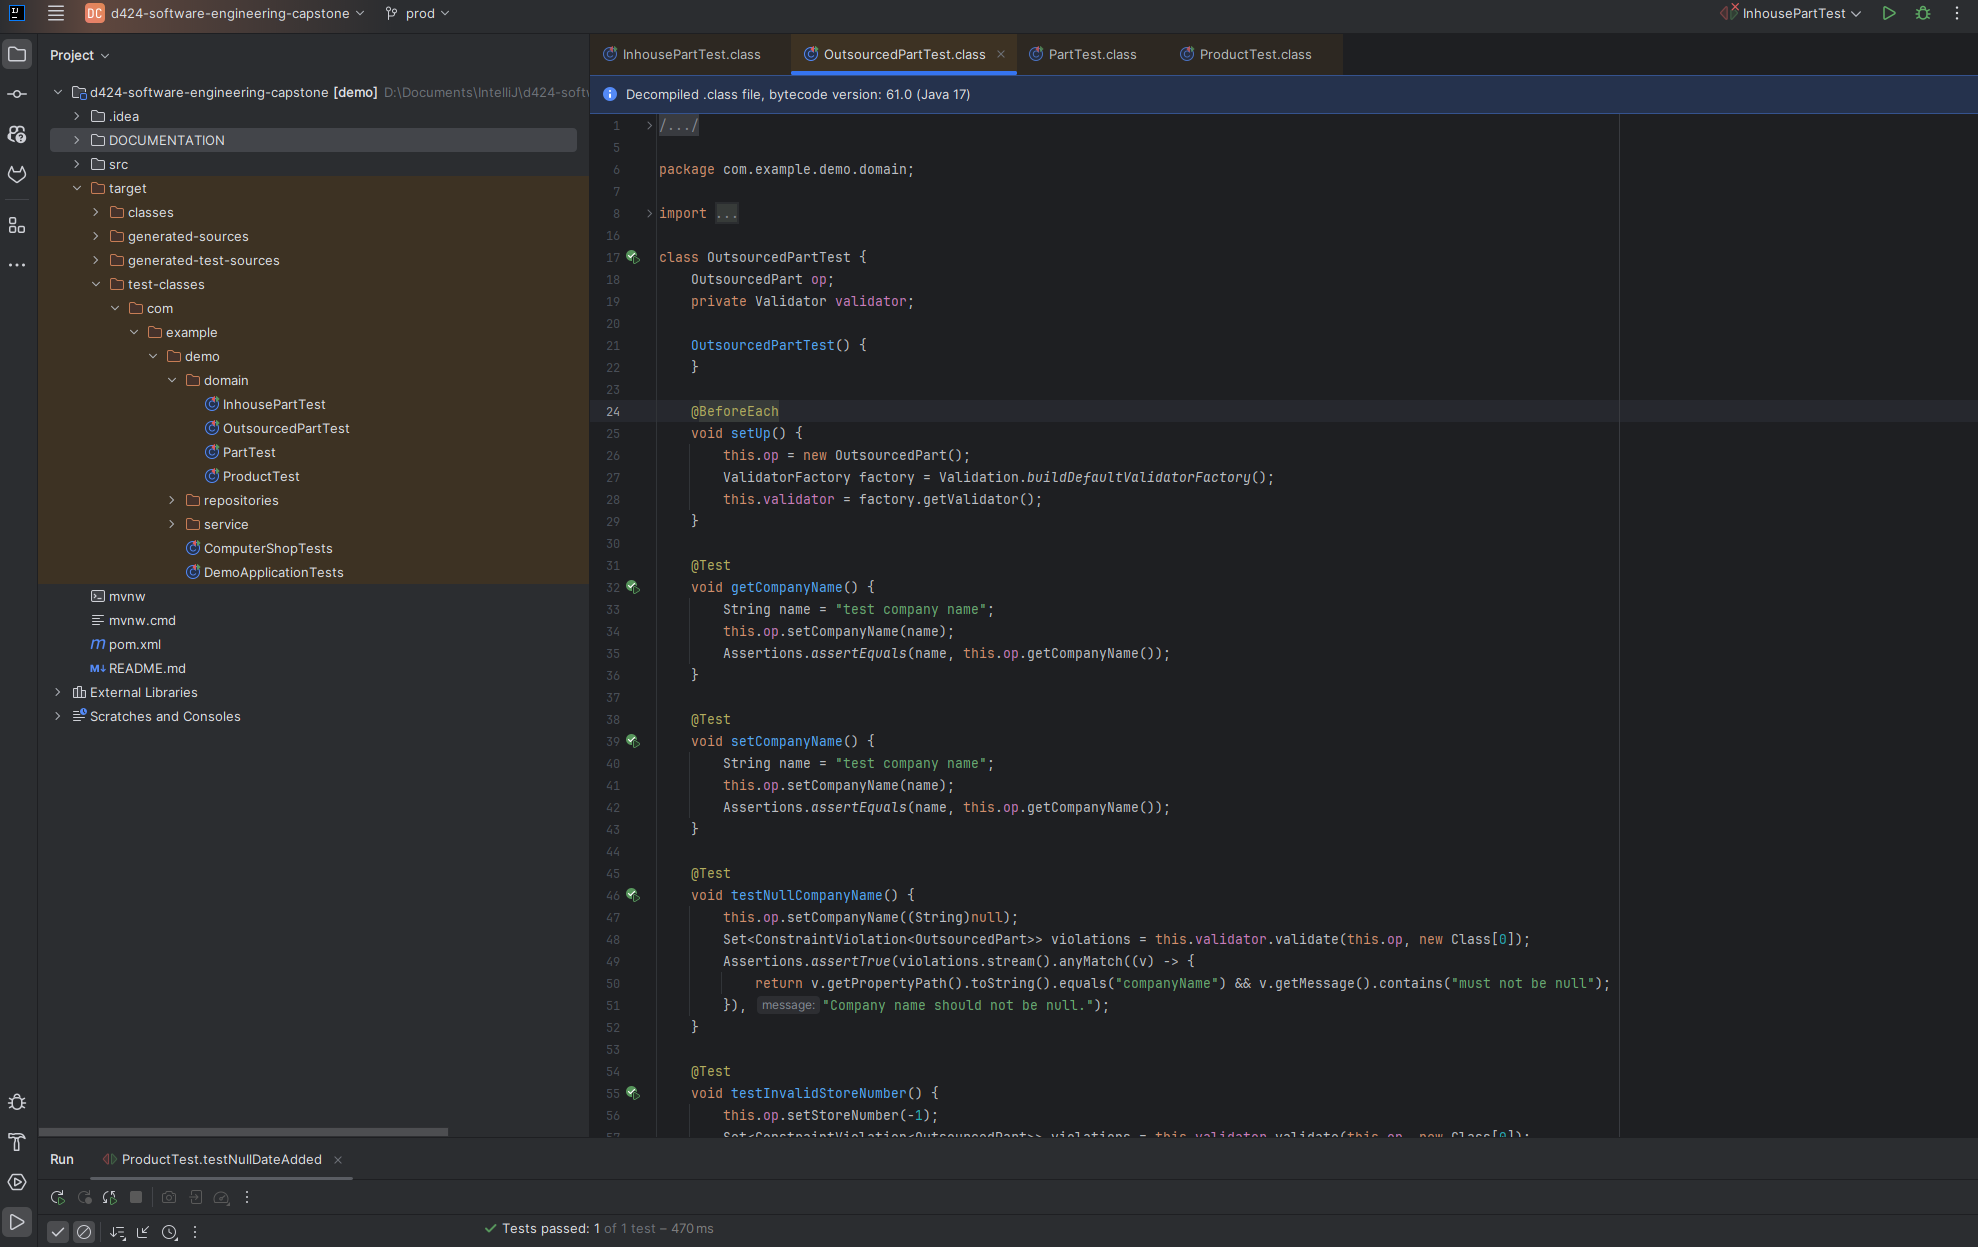 DC d424-software-engineering-capstone prod InhousePartTest
Project
d424-software-engineering-capstone [demo] D:\Documents\IntelliJ\d424-softw
.idea
DOCUMENTATION
src
target
classes
generated-sources
generated-test-sources
test-classes
com
example
demo
domain
InhousePartTest
OutsourcedPartTest
PartTest
ProductTest
repositories
service
ComputerShopTests
DemoApplicationTests
mvnw
mvnw.cmd
pom.xml
README.md
External Libraries
Scratches and Consoles
InhousePartTest.class OutsourcedPartTest.class PartTest.class ProductTest.class
Decompiled .class file, bytecode version: 61.0 (Java 17)
1 /.../
5
6 package com.example.demo.domain;
7
8 import ...
16
17 class OutsourcedPartTest {
18 OutsourcedPart op;
19 private Validator validator;
20
21 OutsourcedPartTest() {
22 }
23
24 @BeforeEach
25 void setUp() {
26 this.op = new OutsourcedPart();
27 ValidatorFactory factory = Validation.buildDefaultValidatorFactory();
28 this.validator = factory.getValidator();
29 }
30
31 @Test
32 void getCompanyName() {
33 String name = "test company name";
34 this.op.setCompanyName(name);
35 Assertions.assertEquals(name, this.op.getCompanyName());
36 }
37
38 @Test
39 void setCompanyName() {
40 String name = "test company name";
41 this.op.setCompanyName(name);
42 Assertions.assertEquals(name, this.op.getCompanyName());
43 }
44
45 @Test
46 void testNullCompanyName() {
47 this.op.setCompanyName((String)null);
48 Set<ConstraintViolation<OutsourcedPart>> violations = this.validator.validate(this.op, new Class[0]);
49 Assertions.assertTrue(violations.stream().anyMatch((v) -> {
50 return v.getPropertyPath().toString().equals("companyName") && v.getMessage().contains("must not be null");
51 }), message: "Company name should not be null.");
52 }
53
54 @Test
55 void testInvalidStoreNumber() {
56 this.op.setStoreNumber(-1);
57 Set<ConstraintViolation<OutsourcedPart>> violations = this.validator.validate(this.op, new Class[0]);
Run ProductTest.testNullDateAdded
Tests passed: 1 of 1 test – 470 ms